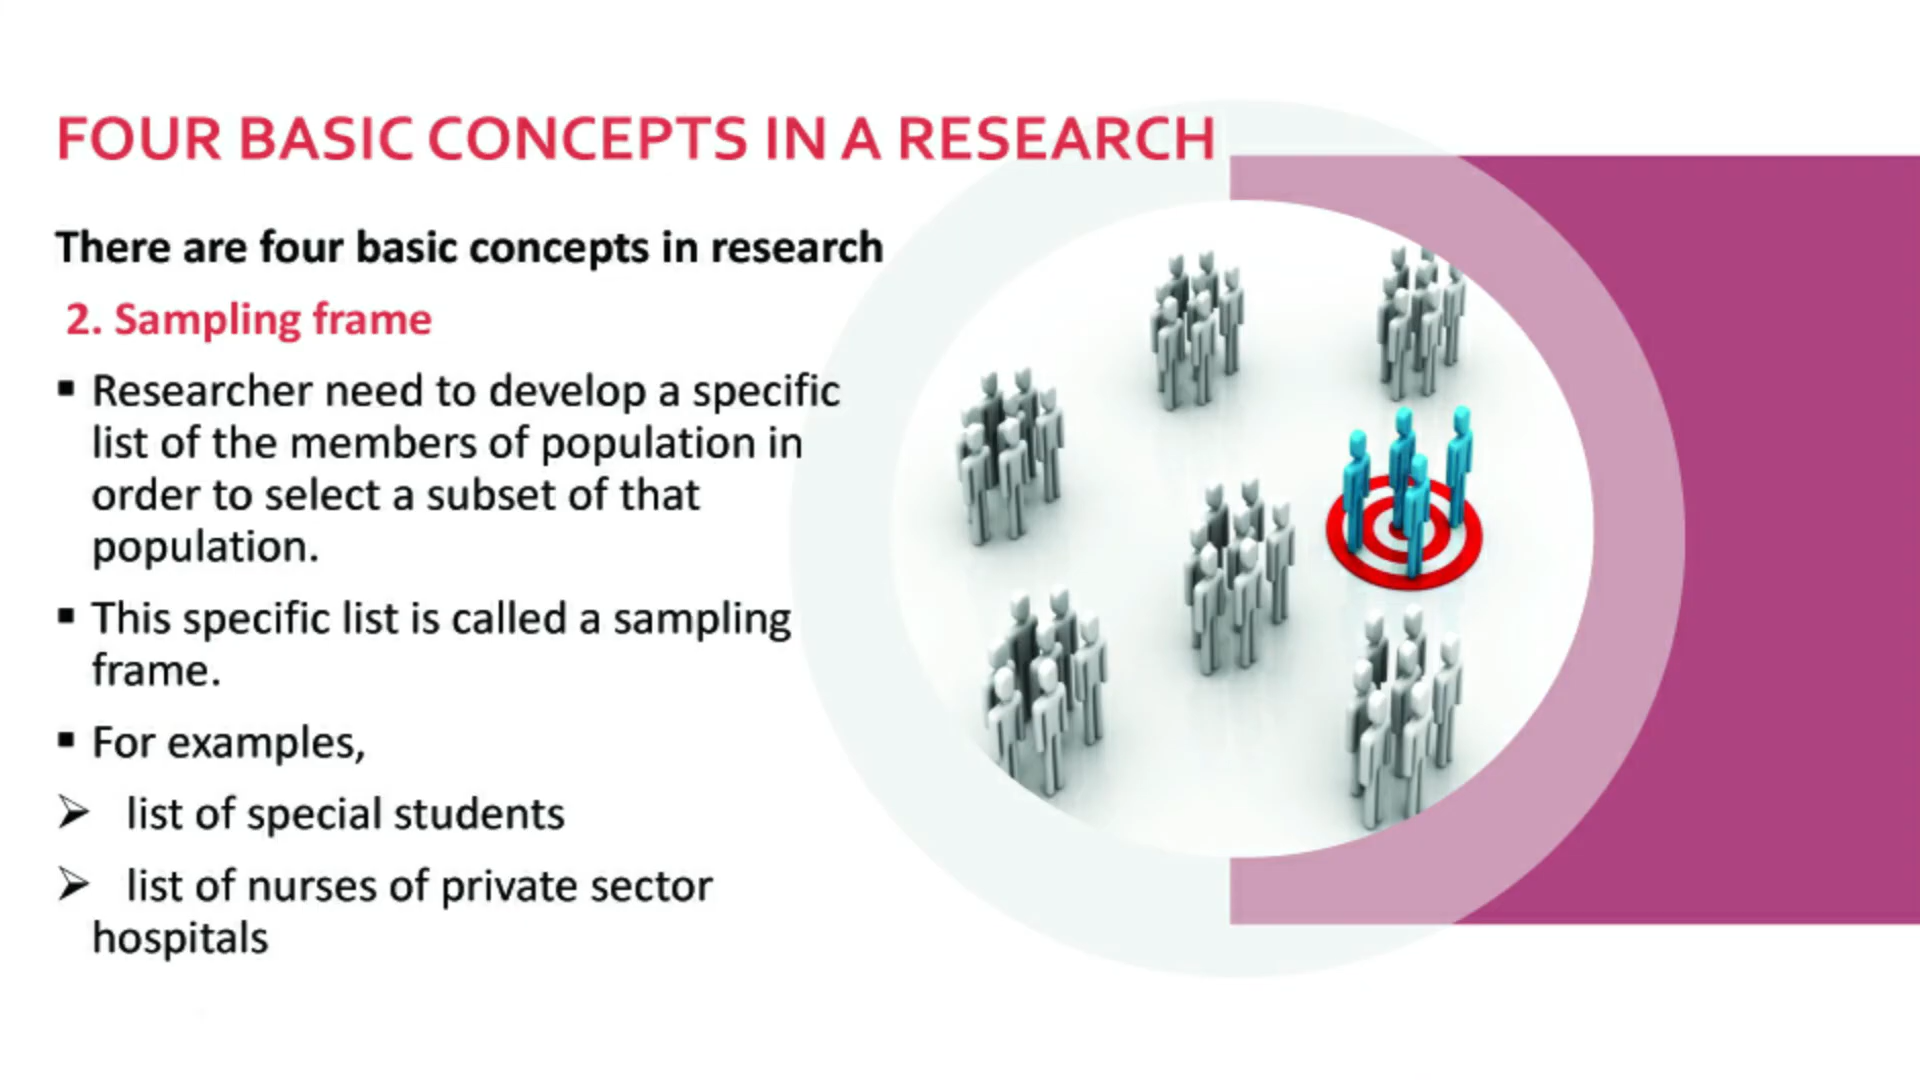 FOUR BASIC CONCEPTS IN A RESEARCH
There are four basic concepts in research
2. Sampling frame
▪ Researcher need to develop a specific
list of the members of population in
order to select a subset of that
population.
▪ This specific list is called a sampling
frame.
▪ For examples,
➢ list of special students
➢ list of nurses of private sector
hospitals